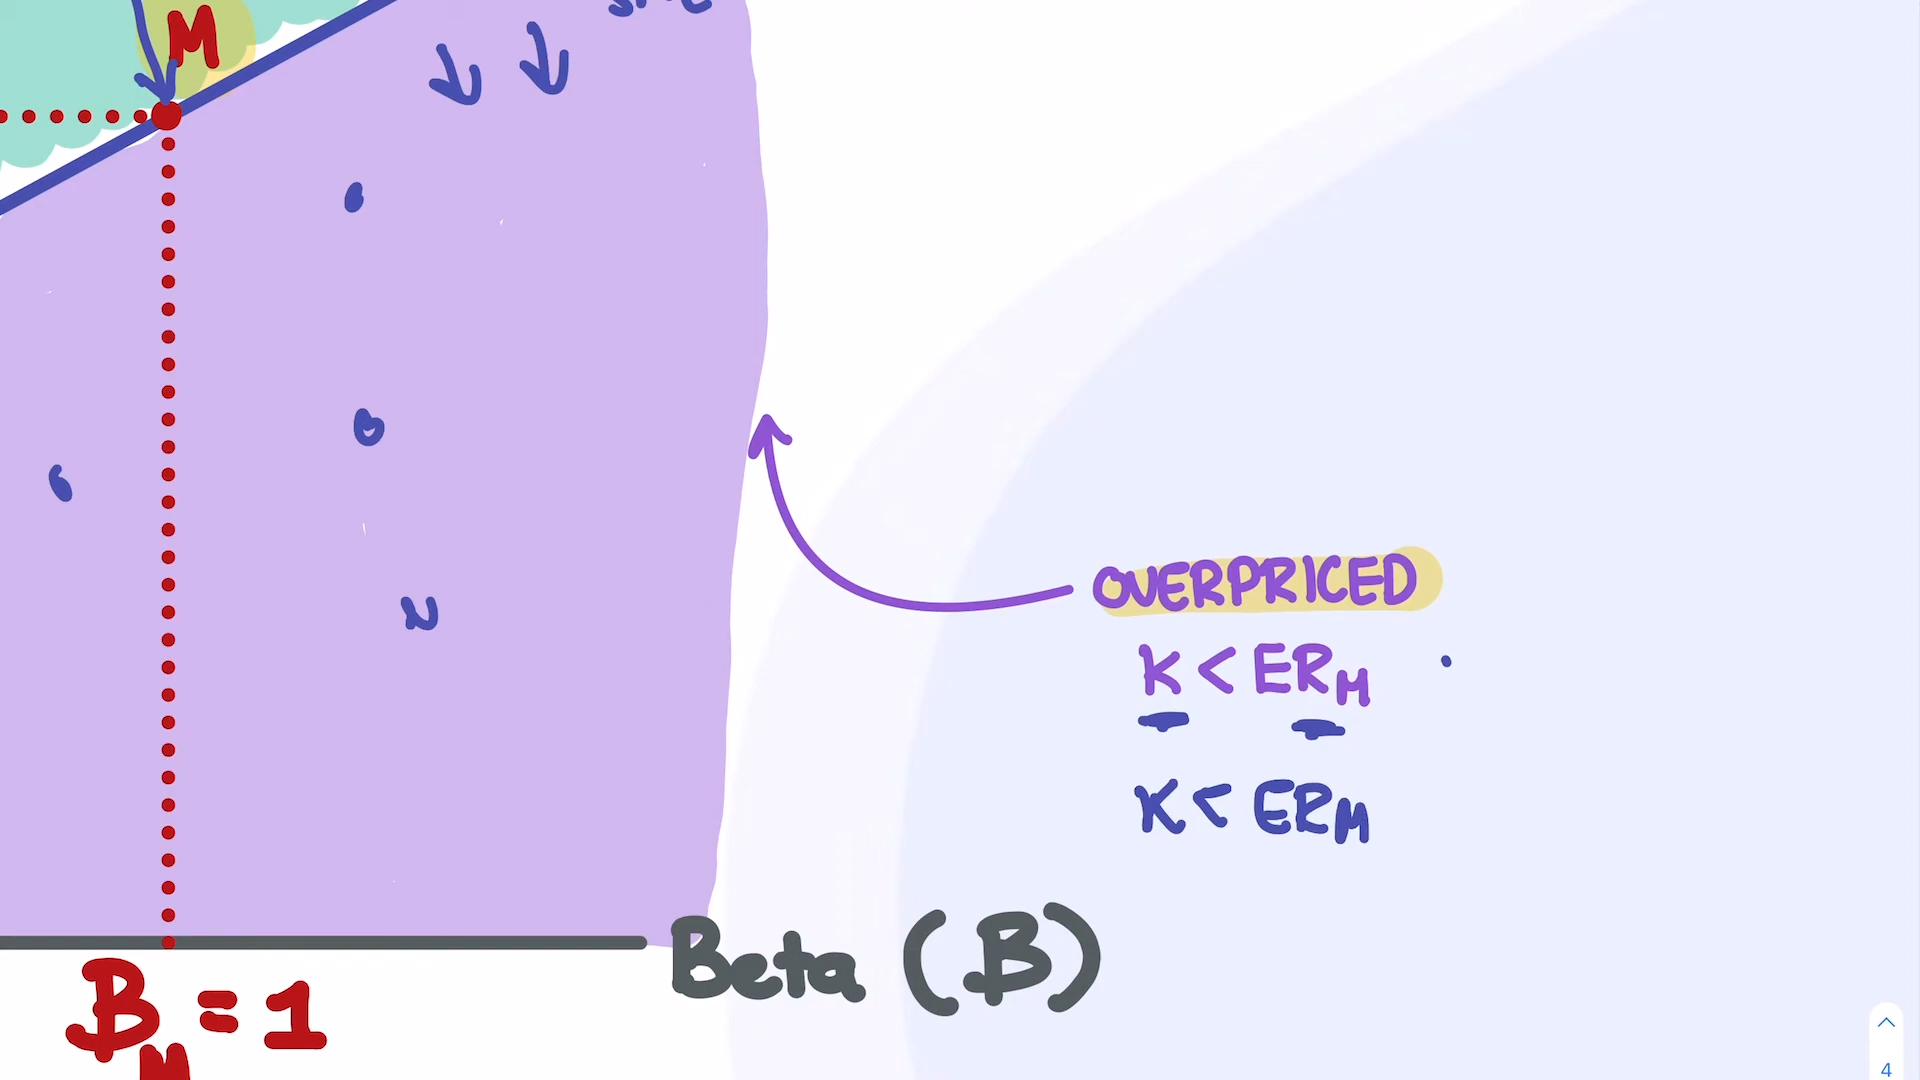 M
OVERPRICED
K < ERM
K < ERM
Beta (B)
BM = 1
4